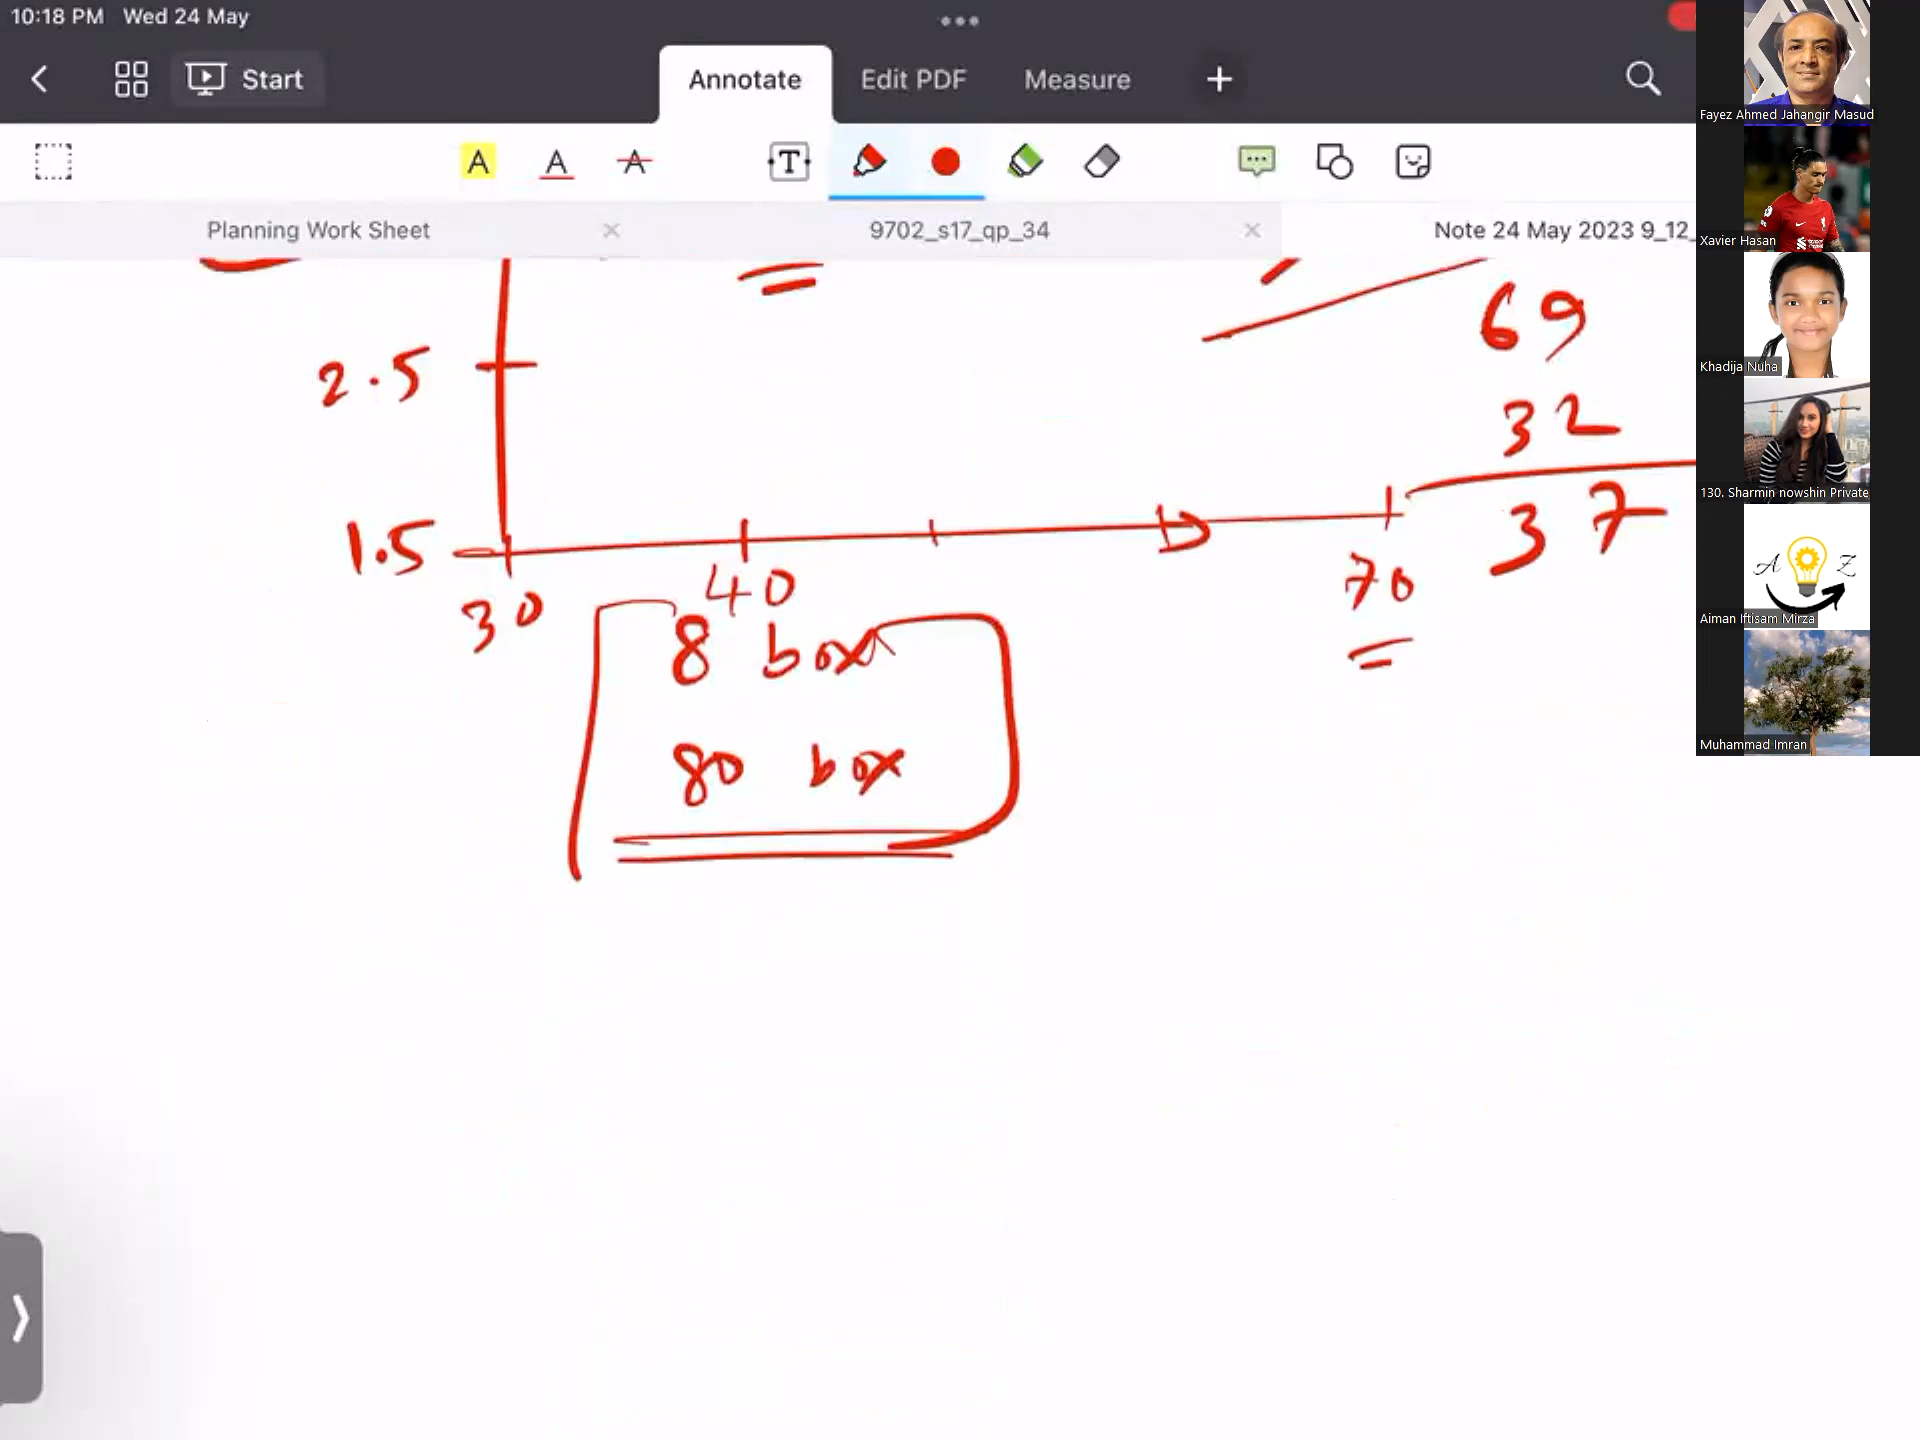 10:18 PM Wed 24 May
Start
Annotate
Edit PDF
Measure
Planning Work Sheet
9702_s17_qp_34
Note 24 May 2023 9_12_
69
2.5
32
37
1.5
30
40
70
8 box
80 box
Fayez Ahmed Jahangir Masud
Xavier Hasan
Khadija Nuha
130. Sharmin nowshin Private
A Z
Aiman Iftisam Mirza
Muhammad Imran